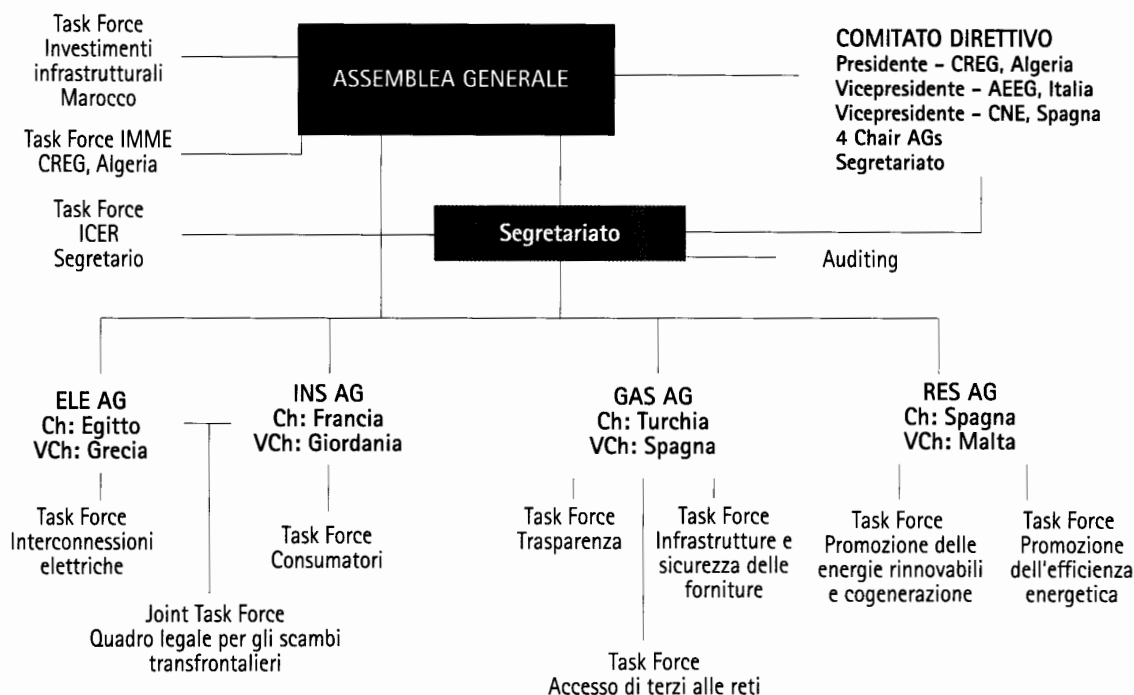 Task Force
Investimenti
infrastrutturali
Marocco
ASSEMBLEA GENERALE
COMITATO DIRETTIVO
Presidente – CREG, Algeria
Vicepresidente – AEEG, Italia
Vicepresidente – CNE, Spagna
4 Chair AGs
Segretariato
Task Force IMME
CREG, Algeria
Task Force
ICER
Segretario
Segretariato
Auditing
ELE AG
Ch: Egitto
VCh: Grecia
INS AG
Ch: Francia
VCh: Giordania
GAS AG
Ch: Turchia
VCh: Spagna
RES AG
Ch: Spagna
VCh: Malta
Task Force
Interconnessioni
elettriche
Task Force
Consumatori
Task Force
Trasparenza
Task Force
Infrastrutture e
sicurezza delle
forniture
Task Force
Promozione delle
energie rinnovabili
e cogenerazione
Task Force
Promozione
dell'efficienza
energetica
Joint Task Force
Quadro legale per gli scambi
transfrontalieri
Task Force
Accesso di terzi alle reti